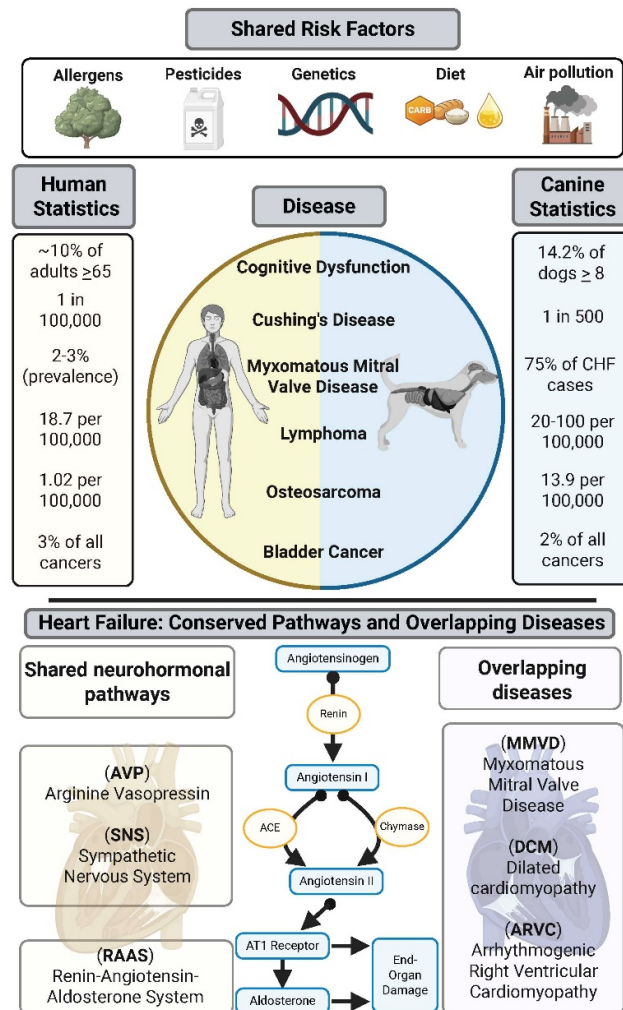 Shared Risk Factors
Allergens
Pesticides
Genetics
Diet
Air pollution
CARB
Human
Statistics
Disease
Canine
Statistics
~10% of
adults ≥65
1 in
100,000
2-3%
(prevalence)
18.7 per
100,000
1.02 per
100,000
3% of all
cancers
Cognitive Dysfunction
Cushing's Disease
Myxomatous Mitral
Valve Disease
Lymphoma
Osteosarcoma
Bladder Cancer
14.2% of
dogs ≥ 8
1 in 500
75% of CHF
cases
20-100 per
100,000
13.9 per
100,000
2% of all
cancers
Heart Failure: Conserved Pathways and Overlapping Diseases
Shared neurohormonal
pathways
(AVP)
Arginine Vasopressin
(SNS)
Sympathetic
Nervous System
(RAAS)
Renin-Angiotensin-
Aldosterone System
Angiotensinogen
Renin
Angiotensin I
ACE
Chymase
Angiotensin II
AT1 Receptor
Aldosterone
End-
Organ
Damage
Overlapping
diseases
(MMVD)
Myxomatous
Mitral Valve
Disease
(DCM)
Dilated
cardiomyopathy
(ARVC)
Arrhythmogenic
Right Ventricular
Cardiomyopathy